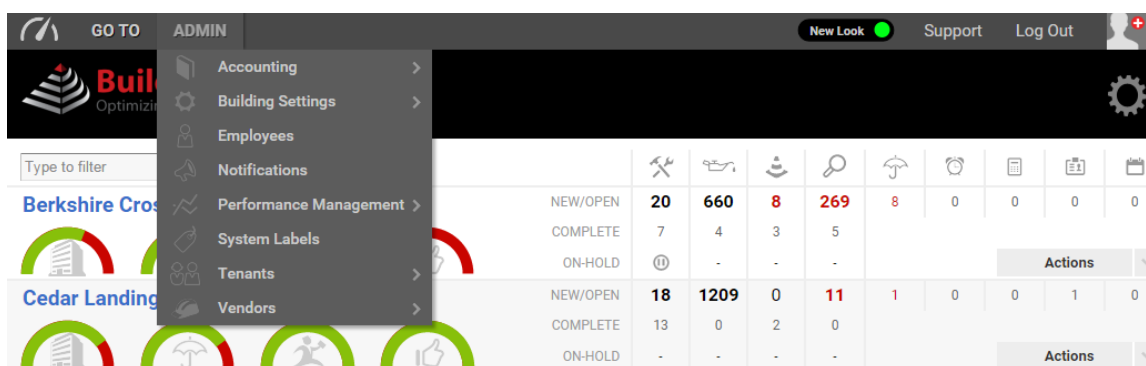 GO TO ADMIN New Look Support Log Out
Accounting
Building Settings
Employees
Notifications
Performance Management
System Labels
Tenants
Vendors
Type to filter
NEW/OPEN 20 660 8 269 8 0 0 0 0
COMPLETE 7 4 3 5
ON-HOLD - - - Actions
Cedar Landing
NEW/OPEN 18 1209 0 11 1 0 0 1 0
COMPLETE 13 0 2 0
ON-HOLD - - - - Actions